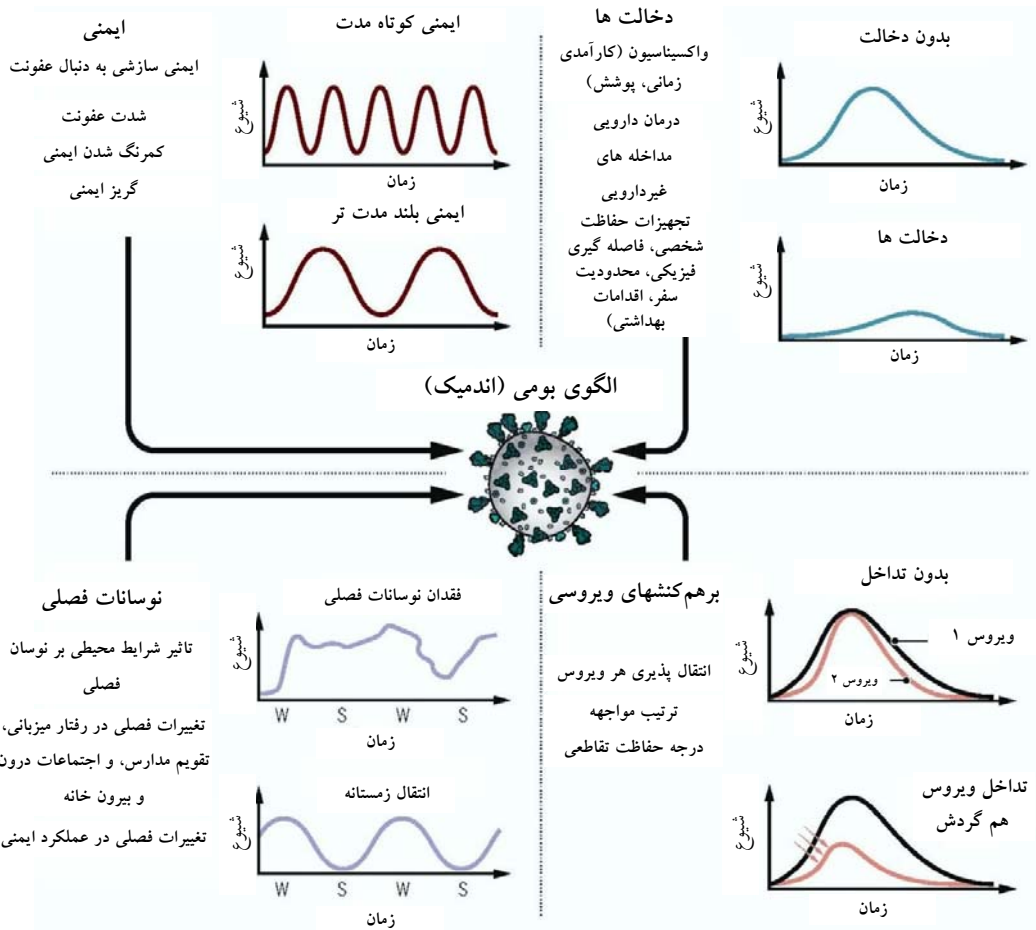 ایمنی
ایمنی سازشی به دنبال عفونت
شدت عفونت
کمرنگ شدن ایمنی
گریز ایمنی
ایمنی کوتاه مدت
شیوع
زمان
ایمنی بلند مدت تر
شیوع
زمان
دخالت ها
واکسیناسیون (کارآمدی
زمانی، پوشش)
درمان دارویی
مداخله های
غیردارویی
تجهیزات حفاظت
شخصی، فاصله گیری
فیزیکی، محدودیت
سفر، اقدامات
بهداشتی)
بدون دخالت
شیوع
زمان
دخالت ها
شیوع
زمان
الگوی بومی (اندمیک)
نوسانات فصلی
تاثیر شرایط محیطی بر نوسان
فصلی
تغییرات فصلی در رفتار میزبانی،
تقویم مدارس، و اجتماعات درون
و بیرون خانه
تغییرات فصلی در عملکرد ایمنی
فقدان نوسانات فصلی
شیوع
W S W S
زمان
انتقال زمستانه
شیوع
W S W S
زمان
برهم‌کنشهای ویروسی
انتقال پذیری هر ویروس
ترتیب مواجهه
درجه حفاظت تقاطعی
بدون تداخل
شیوع
ویروس ۱
ویروس ۲
زمان
تداخل ویروس
هم گردش
شیوع
زمان